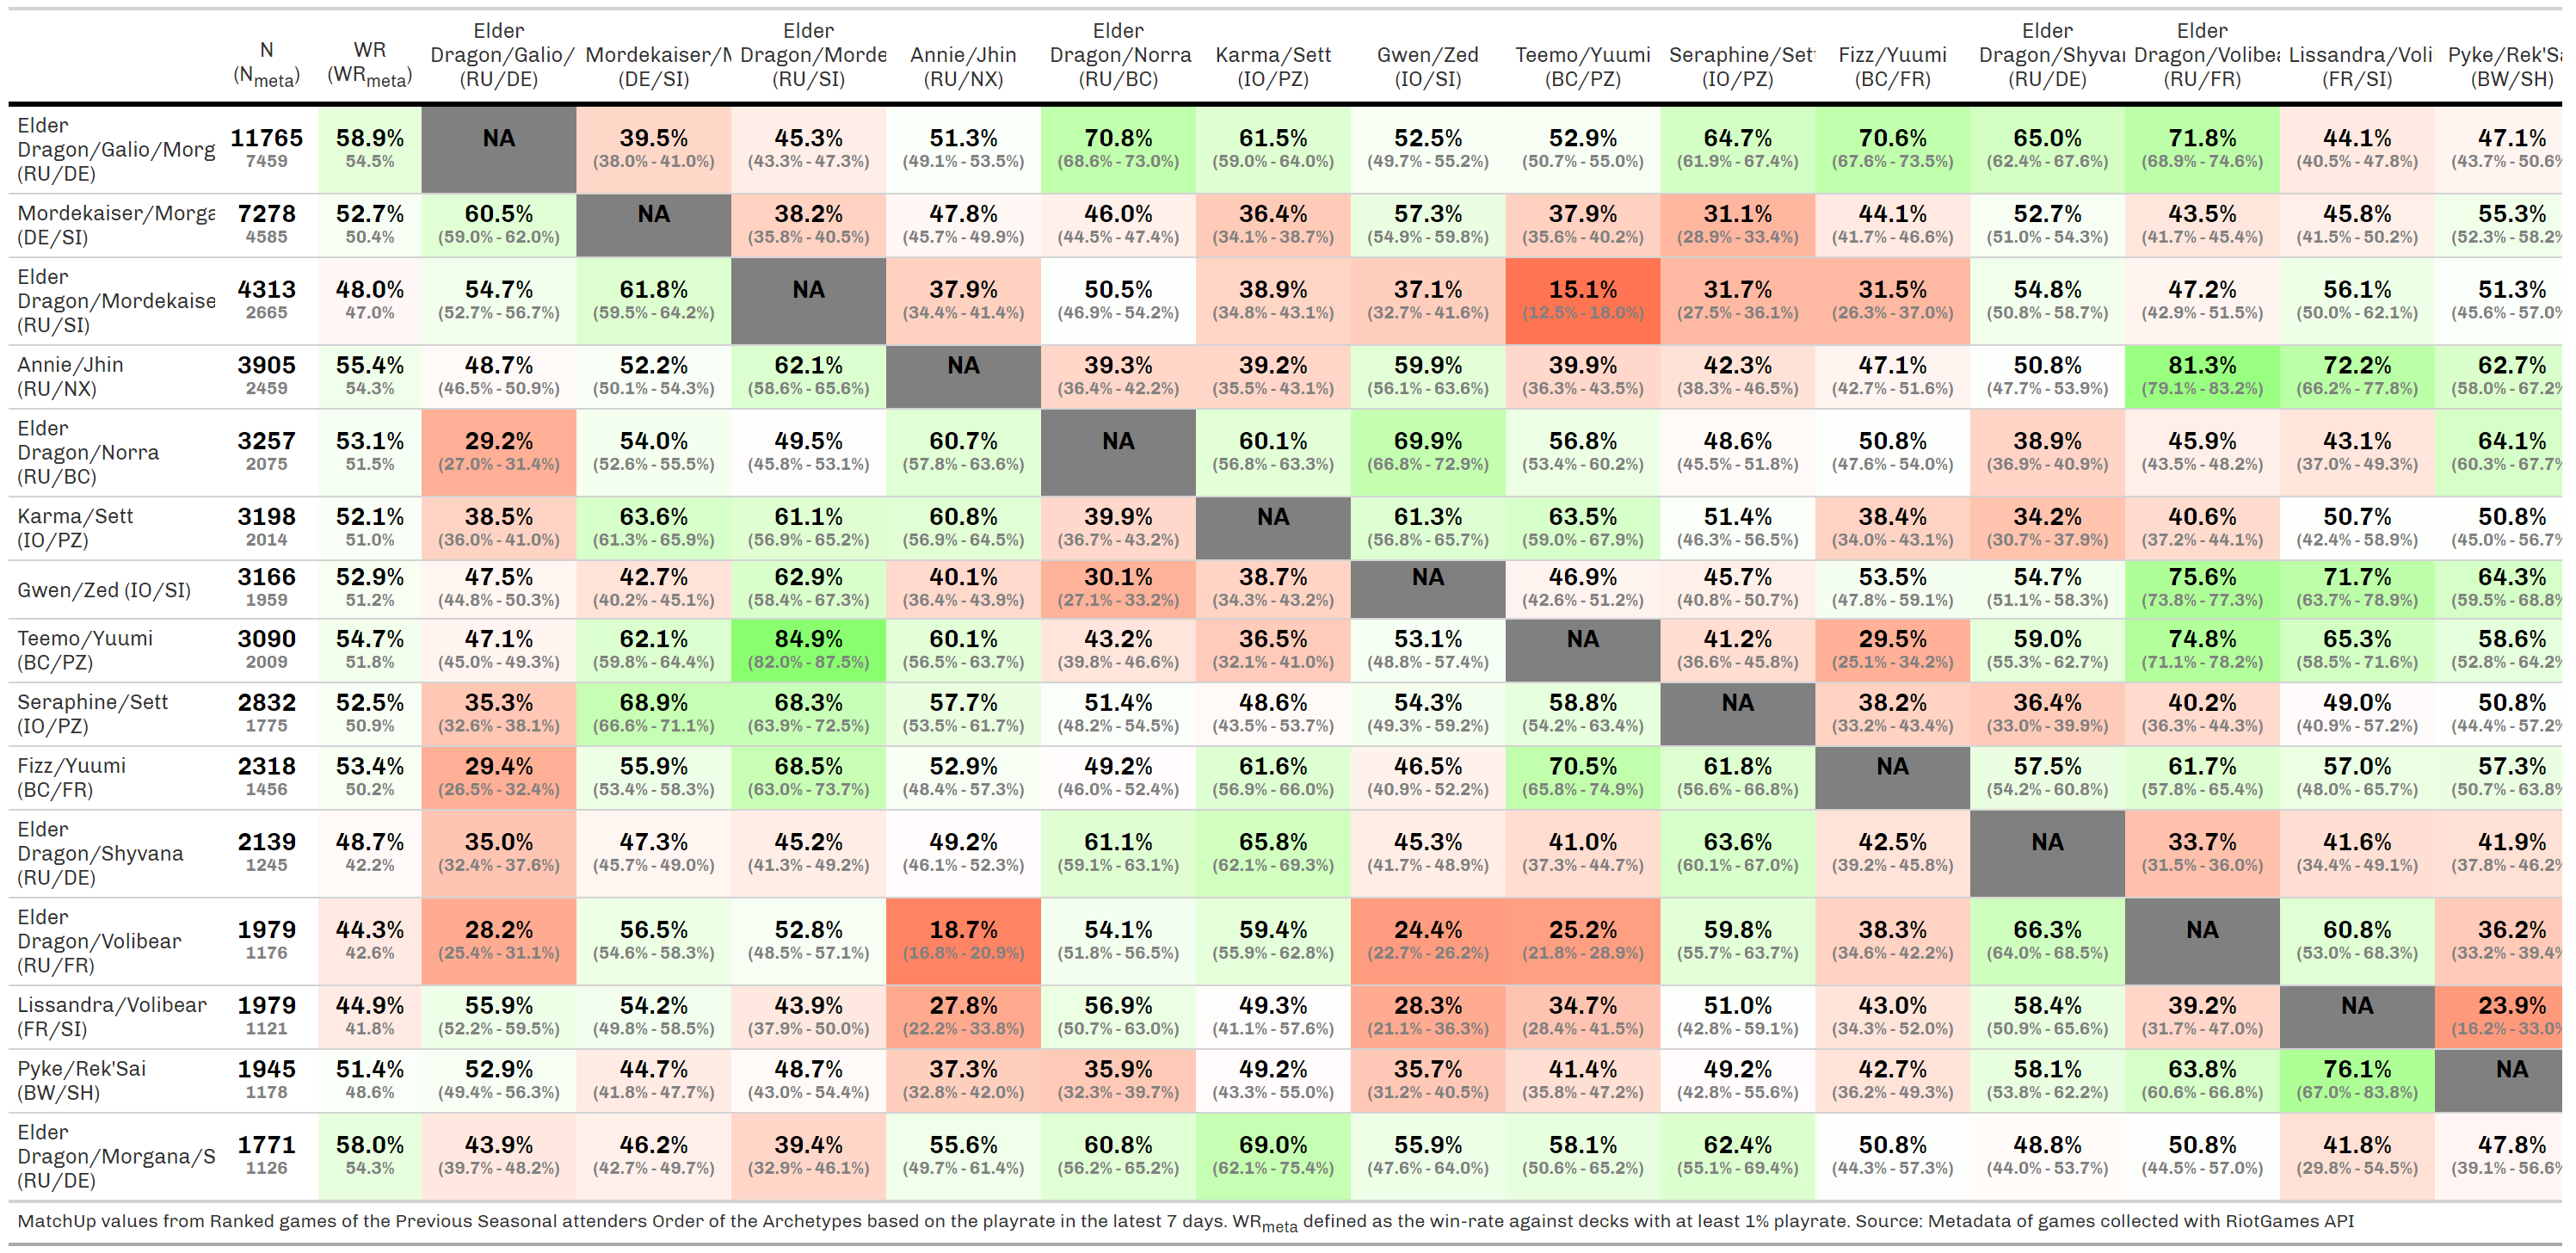 N (N_meta) WR (WR_meta) Elder Dragon/Galio/ (RU/DE) Mordekaiser/M (DE/SI) Elder Dragon/Morde (RU/SI) Annie/Jhin (RU/NX) Elder Dragon/Norra (RU/BC) Karma/Sett (IO/PZ) Gwen/Zed (IO/SI) Teemo/Yuumi (BC/PZ) Seraphine/Sett (IO/PZ) Fizz/Yuumi (BC/FR) Elder Dragon/Shyvar (RU/DE) Elder Dragon/Volibea (RU/FR) Lissandra/Voli (FR/SI) Pyke/Rek'Sa (BW/SH)
Elder Dragon/Galio/Morg (RU/DE)
11765 58.9% NA 39.5% 45.3% 51.3% 70.8% 61.5% 52.5% 52.9% 64.7% 70.6% 65.0% 71.8% 44.1% 47.1%
7459 54.5% (38.0% - 41.0%) (43.3% - 47.3%) (49.1% - 53.5%) (68.6% - 73.0%) (59.0% - 64.0%) (49.7% - 55.2%) (50.7% - 55.0%) (61.9% - 67.4%) (67.6% - 73.5%) (62.4% - 67.6%) (68.9% - 74.6%) (40.5% - 47.8%) (43.7% - 50.6%
Mordekaiser/Morga (DE/SI)
7278 52.7% 60.5% NA 38.2% 47.8% 46.0% 36.4% 57.3% 37.9% 31.1% 44.1% 52.7% 43.5% 45.8% 55.3%
4585 50.4% (59.0% - 62.0%) (35.8% - 40.5%) (45.7% - 49.9%) (44.5% - 47.4%) (34.1% - 38.7%) (54.9% - 59.8%) (35.6% - 40.2%) (28.9% - 33.4%) (41.7% - 46.6%) (51.0% - 54.3%) (41.7% - 45.4%) (41.5% - 50.2%) (52.3% - 58.2%
Elder Dragon/Mordekaise (RU/SI)
4313 48.0% 54.7% 61.8% NA 37.9% 50.5% 38.9% 37.1% 15.1% 31.7% 31.5% 54.8% 47.2% 56.1% 51.3%
2665 47.0% (52.7% - 56.7%) (59.5% - 64.2%) (34.4% - 41.4%) (46.9% - 54.2%) (34.8% - 43.1%) (32.7% - 41.6%) (12.5% - 18.0%) (27.5% - 36.1%) (26.3% - 37.0%) (50.8% - 58.7%) (42.9% - 51.5%) (50.0% - 62.1%) (45.6% - 57.0%
Annie/Jhin (RU/NX)
3905 55.4% 48.7% 52.2% 62.1% NA 39.3% 39.2% 59.9% 39.9% 42.3% 47.1% 50.8% 81.3% 72.2% 62.7%
2459 54.3% (46.5% - 50.9%) (50.1% - 54.3%) (58.6% - 65.6%) (36.4% - 42.2%) (35.5% - 43.1%) (56.1% - 63.6%) (36.3% - 43.5%) (38.3% - 46.5%) (42.7% - 51.6%) (47.7% - 53.9%) (79.1% - 83.2%) (66.2% - 77.8%) (58.0% - 67.2%
Elder Dragon/Norra (RU/BC)
3257 53.1% 29.2% 54.0% 49.5% 60.7% NA 60.1% 69.9% 56.8% 48.6% 50.8% 38.9% 45.9% 43.1% 64.1%
2075 51.5% (27.0% - 31.4%) (52.6% - 55.5%) (45.8% - 53.1%) (57.8% - 63.6%) (56.8% - 63.3%) (66.8% - 72.9%) (53.4% - 60.2%) (45.5% - 51.8%) (47.6% - 54.0%) (36.9% - 40.9%) (43.5% - 48.2%) (37.0% - 49.3%) (60.3% - 67.7%
Karma/Sett (IO/PZ)
3198 52.1% 38.5% 63.6% 61.1% 60.8% 39.9% NA 61.3% 63.5% 51.4% 38.4% 34.2% 40.6% 50.7% 50.8%
2014 51.0% (36.0% - 41.0%) (61.3% - 65.9%) (56.9% - 65.2%) (56.9% - 64.5%) (36.7% - 43.2%) (56.8% - 65.7%) (59.0% - 67.9%) (46.3% - 56.5%) (34.0% - 43.1%) (30.7% - 37.9%) (37.2% - 44.1%) (42.4% - 58.9%) (45.0% - 56.7%
Gwen/Zed (IO/SI)
3166 52.9% 47.5% 42.7% 62.9% 40.1% 30.1% 38.7% NA 46.9% 45.7% 53.5% 54.7% 75.6% 71.7% 64.3%
1959 51.2% (44.8% - 50.3%) (40.2% - 45.1%) (58.4% - 67.3%) (36.4% - 43.9%) (27.1% - 33.2%) (34.3% - 43.2%) (42.6% - 51.2%) (40.8% - 50.7%) (47.8% - 59.1%) (51.1% - 58.3%) (73.8% - 77.3%) (63.7% - 78.9%) (59.5% - 68.8%
Teemo/Yuumi (BC/PZ)
3090 54.7% 47.1% 62.1% 84.9% 60.1% 43.2% 36.5% 53.1% NA 41.2% 29.5% 59.0% 74.8% 65.3% 58.6%
2009 51.8% (45.0% - 49.3%) (59.8% - 64.4%) (82.0% - 87.5%) (56.5% - 63.7%) (39.8% - 46.6%) (32.1% - 41.0%) (48.8% - 57.4%) (36.6% - 45.8%) (25.1% - 34.2%) (55.3% - 62.7%) (71.1% - 78.2%) (58.5% - 71.6%) (52.8% - 64.2%
Seraphine/Sett (IO/PZ)
2832 52.5% 35.3% 68.9% 68.3% 57.7% 51.4% 48.6% 54.3% 58.8% NA 38.2% 36.4% 40.2% 49.0% 50.8%
1775 50.9% (32.6% - 38.1%) (66.6% - 71.1%) (63.9% - 72.5%) (53.5% - 61.7%) (48.2% - 54.5%) (43.5% - 53.7%) (49.3% - 59.2%) (54.2% - 63.4%) (33.2% - 43.4%) (33.0% - 39.9%) (36.3% - 44.3%) (40.9% - 57.2%) (44.4% - 57.2%
Fizz/Yuumi (BC/FR)
2318 53.4% 29.4% 55.9% 68.5% 52.9% 49.2% 61.6% 46.5% 70.5% 61.8% NA 57.5% 61.7% 57.0% 57.3%
1456 50.2% (26.5% - 32.4%) (53.4% - 58.3%) (63.0% - 73.7%) (48.4% - 57.3%) (46.0% - 52.4%) (56.9% - 66.0%) (40.9% - 52.2%) (65.8% - 74.9%) (56.6% - 66.8%) (54.2% - 60.8%) (57.8% - 65.4%) (48.0% - 65.7%) (50.7% - 63.8%
Elder Dragon/Shyvana (RU/DE)
2139 48.7% 35.0% 47.3% 45.2% 49.2% 61.1% 65.8% 45.3% 41.0% 63.6% 42.5% NA 33.7% 41.6% 41.9%
1245 42.2% (32.4% - 37.6%) (45.7% - 49.0%) (41.3% - 49.2%) (46.1% - 52.3%) (59.1% - 63.1%) (62.1% - 69.3%) (41.7% - 48.9%) (37.3% - 44.7%) (60.1% - 67.0%) (39.2% - 45.8%) (31.5% - 36.0%) (34.4% - 49.1%) (37.8% - 46.2%
Elder Dragon/Volibear (RU/FR)
1979 44.3% 28.2% 56.5% 52.8% 18.7% 54.1% 59.4% 24.4% 25.2% 59.8% 38.3% 66.3% NA 60.8% 36.2%
1176 42.6% (25.4% - 31.1%) (54.6% - 58.3%) (48.5% - 57.1%) (16.8% - 20.9%) (51.8% - 56.5%) (55.9% - 62.8%) (22.7% - 26.2%) (21.8% - 28.9%) (55.7% - 63.7%) (34.6% - 42.2%) (64.0% - 68.5%) (53.0% - 68.3%) (33.2% - 39.4%
Lissandra/Volibear (FR/SI)
1979 44.9% 55.9% 54.2% 43.9% 27.8% 56.9% 49.3% 28.3% 34.7% 51.0% 43.0% 58.4% 39.2% NA 23.9%
1121 41.8% (52.2% - 59.5%) (49.8% - 58.5%) (37.9% - 50.0%) (22.2% - 33.8%) (50.7% - 63.0%) (41.1% - 57.6%) (21.1% - 36.3%) (28.4% - 41.5%) (42.8% - 59.1%) (34.3% - 52.0%) (50.9% - 65.6%) (31.7% - 47.0%) (16.2% - 33.0%
Pyke/Rek'Sai (BW/SH)
1945 51.4% 52.9% 44.7% 48.7% 37.3% 35.9% 49.2% 35.7% 41.4% 49.2% 42.7% 58.1% 63.8% 76.1% NA
1178 48.6% (49.4% - 56.3%) (41.8% - 47.7%) (43.0% - 54.4%) (32.8% - 42.0%) (32.3% - 39.7%) (43.3% - 55.0%) (31.2% - 40.5%) (35.8% - 47.2%) (42.8% - 55.6%) (36.2% - 49.3%) (53.8% - 62.2%) (60.6% - 66.8%) (67.0% - 83.8%)
Elder Dragon/Morgana/S (RU/DE)
1771 58.0% 43.9% 46.2% 39.4% 55.6% 60.8% 69.0% 55.9% 58.1% 62.4% 50.8% 48.8% 50.8% 41.8% 47.8%
1126 54.3% (39.7% - 48.2%) (42.7% - 49.7%) (32.9% - 46.1%) (49.7% - 61.4%) (56.2% - 65.2%) (62.1% - 75.4%) (47.6% - 64.0%) (50.6% - 65.2%) (55.1% - 69.4%) (44.3% - 57.3%) (44.0% - 53.7%) (44.5% - 57.0%) (29.8% - 54.5%) (39.1% - 56.6%
MatchUp values from Ranked games of the Previous Seasonal attenders Order of the Archetypes based on the playrate in the latest 7 days. WR_meta defined as the win-rate against decks with at least 1% playrate. Source: Metadata of games collected with RiotGames API